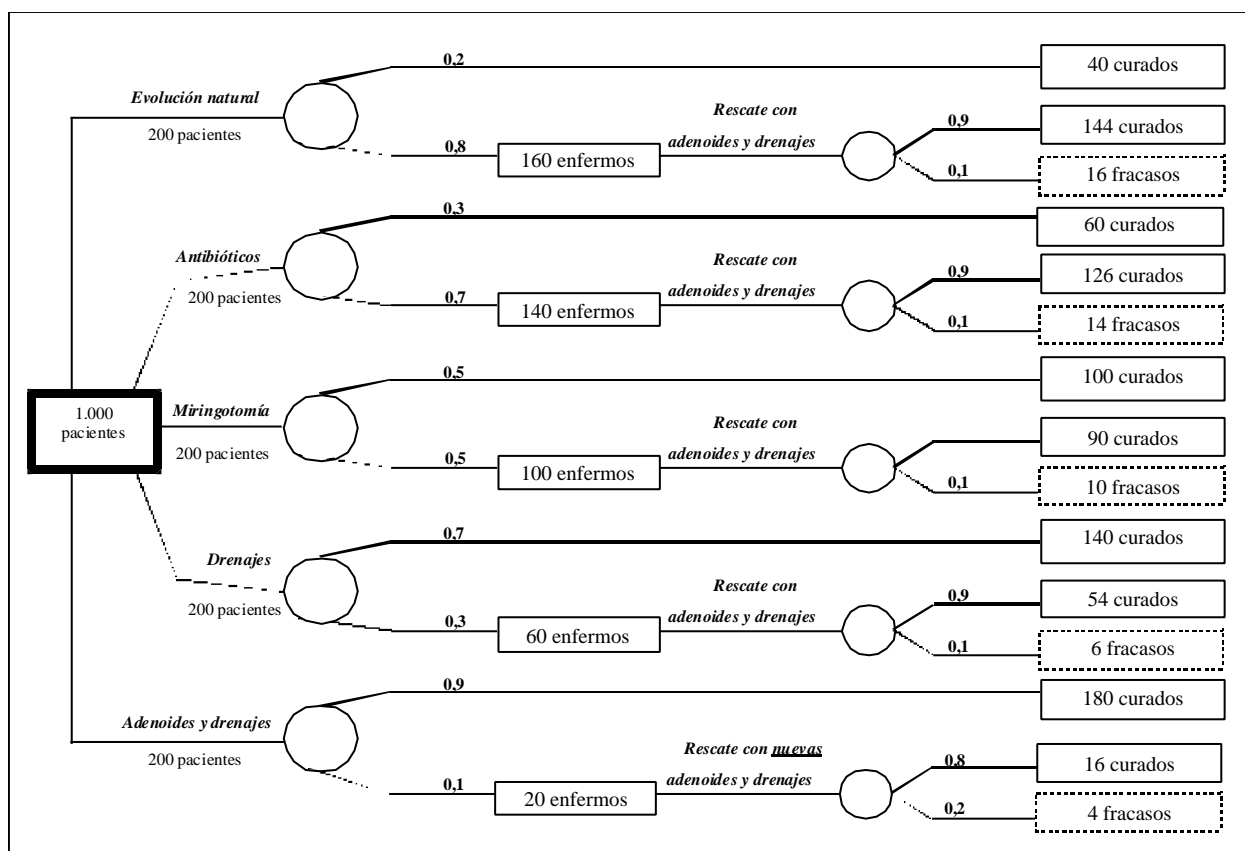 0,2
40 curados
Evolución natural
200 pacientes
Rescate con
adenoides y drenajes
0,9
144 curados
0,8
160 enfermos
0,1
16 fracasos
0,3
60 curados
Antibióticos
200 pacientes
Rescate con
adenoides y drenajes
0,9
126 curados
0,7
140 enfermos
0,1
14 fracasos
0,5
100 curados
1.000
pacientes
Miringotomía
200 pacientes
Rescate con
adenoides y drenajes
90 curados
0,5
100 enfermos
0,1
10 fracasos
0,7
140 curados
Drenajes
200 pacientes
Rescate con
adenoides y drenajes
0,9
54 curados
0,3
60 enfermos
0,1
6 fracasos
0,9
180 curados
Adenoides y drenajes
200 pacientes
Rescate con nuevas
adenoides y drenajes
0,8
16 curados
0,1
20 enfermos
0,2
4 fracasos